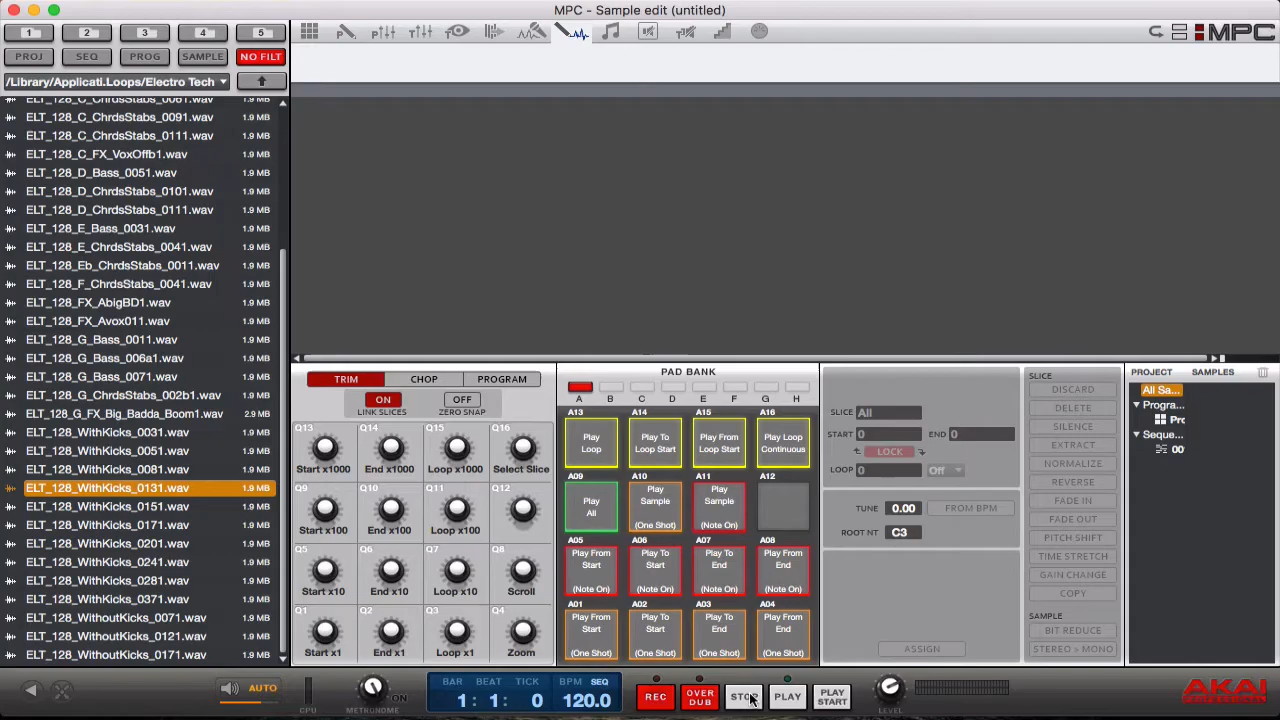 MPC - Sample edit (untitled)
1 2 3 4 5
PROJ SEQ PROG SAMPLE NO FILT
/Library/Applicati.Loops/Electro Tech
MPC
ELT_128_C_ChrdsStabs_0061.wav 1.9 MB
ELT_128_C_ChrdsStabs_0091.wav 1.9 MB
ELT_128_C_ChrdsStabs_0111.wav 1.9 MB
ELT_128_C_FX_VoxOffb1.wav 1.9 MB
ELT_128_D_Bass_0051.wav 1.9 MB
ELT_128_D_ChrdsStabs_0101.wav 1.9 MB
ELT_128_D_ChrdsStabs_0111.wav 1.9 MB
ELT_128_E_Bass_0031.wav 1.9 MB
ELT_128_E_ChrdsStabs_0041.wav 1.9 MB
ELT_128_Eb_ChrdsStabs_0011.wav 1.9 MB
ELT_128_F_ChrdsStabs_0041.wav 1.9 MB
ELT_128_FX_AbigBD1.wav 1.9 MB
ELT_128_FX_Avox011.wav 1.9 MB
ELT_128_G_Bass_0011.wav 1.9 MB
ELT_128_G_Bass_006a1.wav 1.9 MB
ELT_128_G_Bass_0071.wav 1.9 MB
ELT_128_G_ChrdsStabs_002b1.wav 1.9 MB
ELT_128_G_FX_Big_Badda_Boom1.wav 2.9 MB
ELT_128_WithKicks_0031.wav 1.9 MB
ELT_128_WithKicks_0051.wav 1.9 MB
ELT_128_WithKicks_0081.wav 1.9 MB
ELT_128_WithKicks_0131.wav 1.9 MB
ELT_128_WithKicks_0151.wav 1.9 MB
ELT_128_WithKicks_0171.wav 1.9 MB
ELT_128_WithKicks_0201.wav 1.9 MB
ELT_128_WithKicks_0241.wav 1.9 MB
ELT_128_WithKicks_0281.wav 1.9 MB
ELT_128_WithKicks_0371.wav 1.9 MB
ELT_128_WithoutKicks_0071.wav 1.9 MB
ELT_128_WithoutKicks_0121.wav 1.9 MB
ELT_128_WithoutKicks_0171.wav 1.9 MB
TRIM CHOP PROGRAM
ON OFF
LINK SLICES ZERO SNAP
Q13 Q14 Q15 Q16
Start x1000 End x1000 Loop x1000 Select Slice
Q9 Q10 Q11 Q12
Start x100 End x100 Loop x100
Q5 Q6 Q7 Q8
Start x10 End x10 Loop x10 Scroll
Q1 Q2 Q3 Q4
Start x1 End x1 Loop x1 Zoom
PAD BANK
A B C D E F G H
A13 A14 A15 A16
Play Loop
Play To Loop Start
Play From Loop Start
Play Loop Continuous
A09 A10 A11 A12
Play All
Play Sample (One Shot)
Play Sample (Note On)
A05 A06 A07 A08
Play From Start (Note On)
Play To Start (Note On)
Play To End (Note On)
Play From End (Note On)
A01 A02 A03 A04
Play From Start (One Shot)
Play To Start (One Shot)
Play To End (One Shot)
Play From End (One Shot)
SLICE All
START 0 END 0
LOCK
LOOP 0 Off
TUNE 0.00 FROM BPM
ROOT NT C3
ASSIGN
SLICE
DISCARD
DELETE
SILENCE
EXTRACT
NORMALIZE
REVERSE
FADE IN
FADE OUT
PITCH SHIFT
TIME STRETCH
GAIN CHANGE
COPY
SAMPLE
BIT REDUCE
STEREO > MONO
PROJECT SAMPLES
All Sa...
Progra...
Pro
Seque...
00
AUTO
CPU
METRONOME
ON
BAR BEAT TICK BPM SEQ
1: 1: 0 120.0
REC
OVER DUB
STOP
PLAY
PLAY START
LEVEL
AKAI
PROFESSIONAL